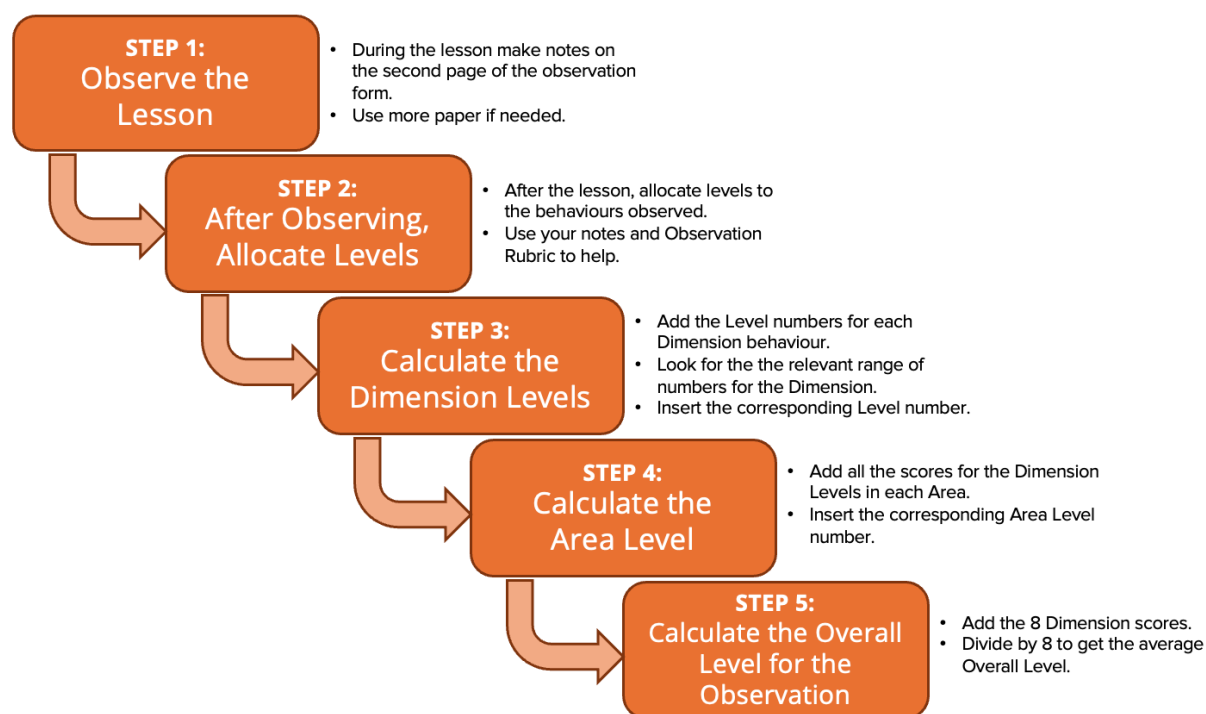 STEP 1:
Observe the
Lesson
• During the lesson make notes on
the second page of the observation
form.
• Use more paper if needed.
STEP 2:
After Observing,
Allocate Levels
• After the lesson, allocate levels to
the behaviours observed.
• Use your notes and Observation
Rubric to help.
STEP 3:
Calculate the
Dimension Levels
• Add the Level numbers for each
Dimension behaviour.
• Look for the the relevant range of
numbers for the Dimension.
• Insert the corresponding Level number.
STEP 4:
Calculate the
Area Level
• Add all the scores for the Dimension
Levels in each Area.
• Insert the corresponding Area Level
number.
STEP 5:
Calculate the Overall
Level for the
Observation
• Add the 8 Dimension scores.
• Divide by 8 to get the average
Overall Level.